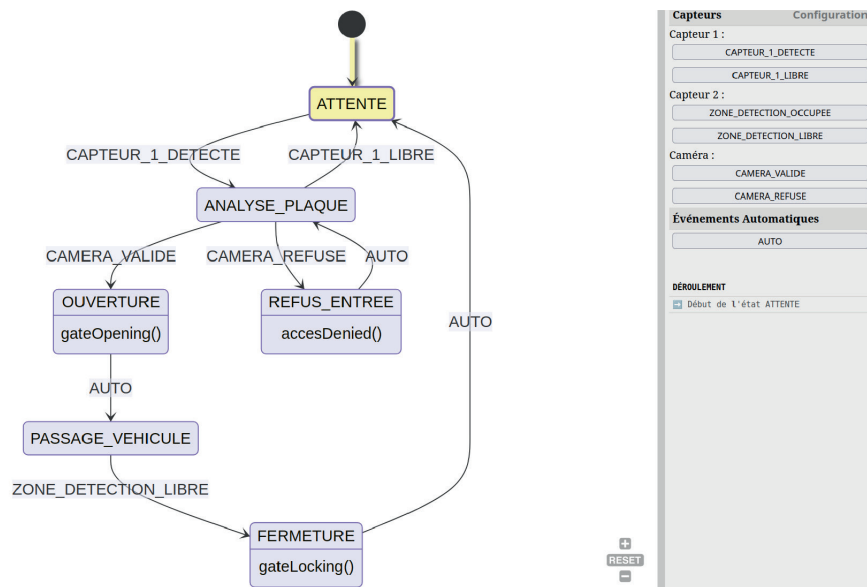 ATTENTE
CAPTEUR_1_DETECTE
CAPTEUR_1_LIBRE
ANALYSE_PLAQUE
CAMERA_VALIDE
CAMERA_REFUSE
AUTO
OUVERTURE
gateOpening()
REFUS_ENTREE
accesDenied()
AUTO
AUTO
PASSAGE_VEHICULE
ZONE_DETECTION_LIBRE
FERMETURE
gateLocking()
RESET
Capteurs Configuration
Capteur 1 :
CAPTEUR_1_DETECTE
CAPTEUR_1_LIBRE
Capteur 2 :
ZONE_DETECTION_OCCUPEE
ZONE_DETECTION_LIBRE
Caméra :
CAMERA_VALIDE
CAMERA_REFUSE
Événements Automatiques
AUTO
DÉROULEMENT
Début de l'état ATTENTE